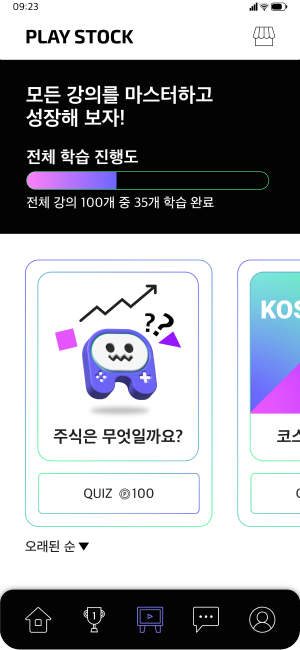 09:23
PLAY STOCK
모든 강의를 마스터하고
성장해 보자!
전체 학습 진행도
전체 강의 100개 중 35개 학습 완료
??
KOS
주식은 무엇일까요?
코스
QUIZ Ⓟ100
오래된 순▼
1